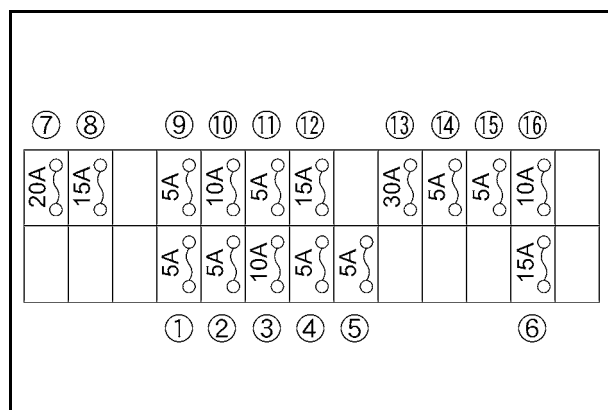 ⑦ ⑧ ⑨ ⑩ ⑪ ⑫ ⑬ ⑭ ⑮ ⑯
20A 15A 5A 10A 5A 15A 30A 5A 5A 10A
5A 5A 10A 5A 5A 15A
① ② ③ ④ ⑤ ⑥